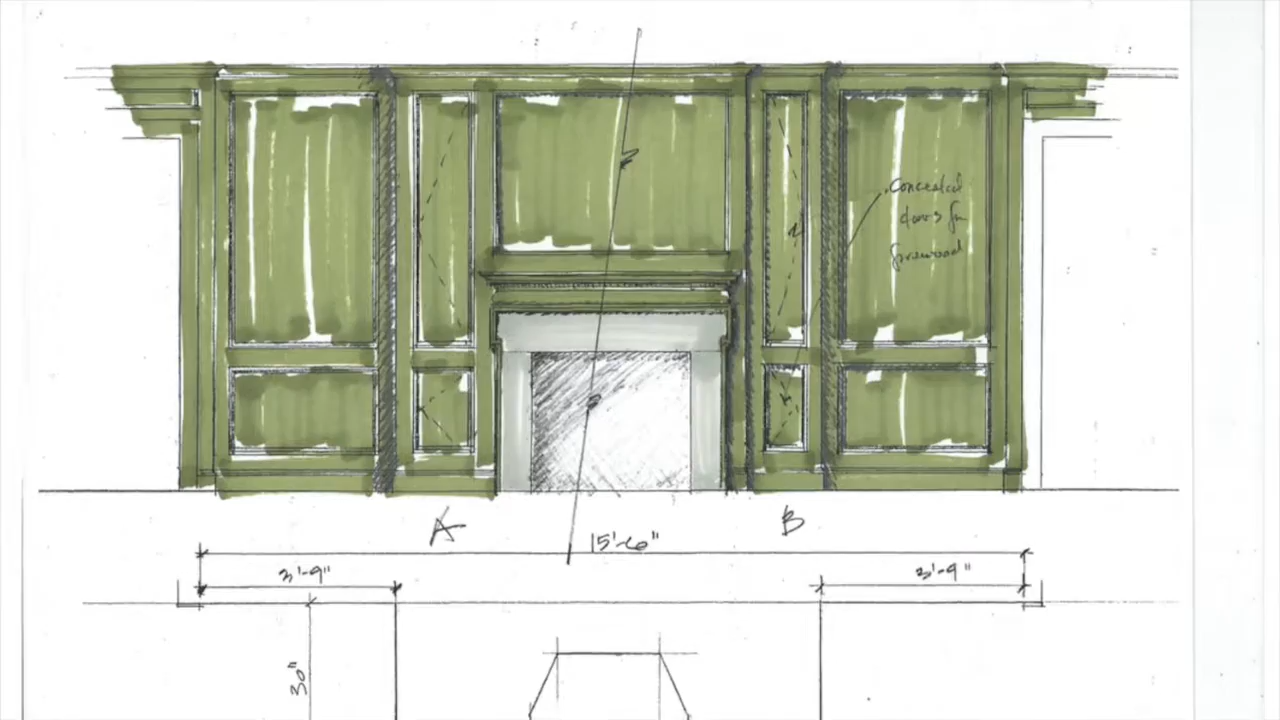 Concealed
doors for
firewood
A
B
15'-6"
3'-9"
3'-9"
30"